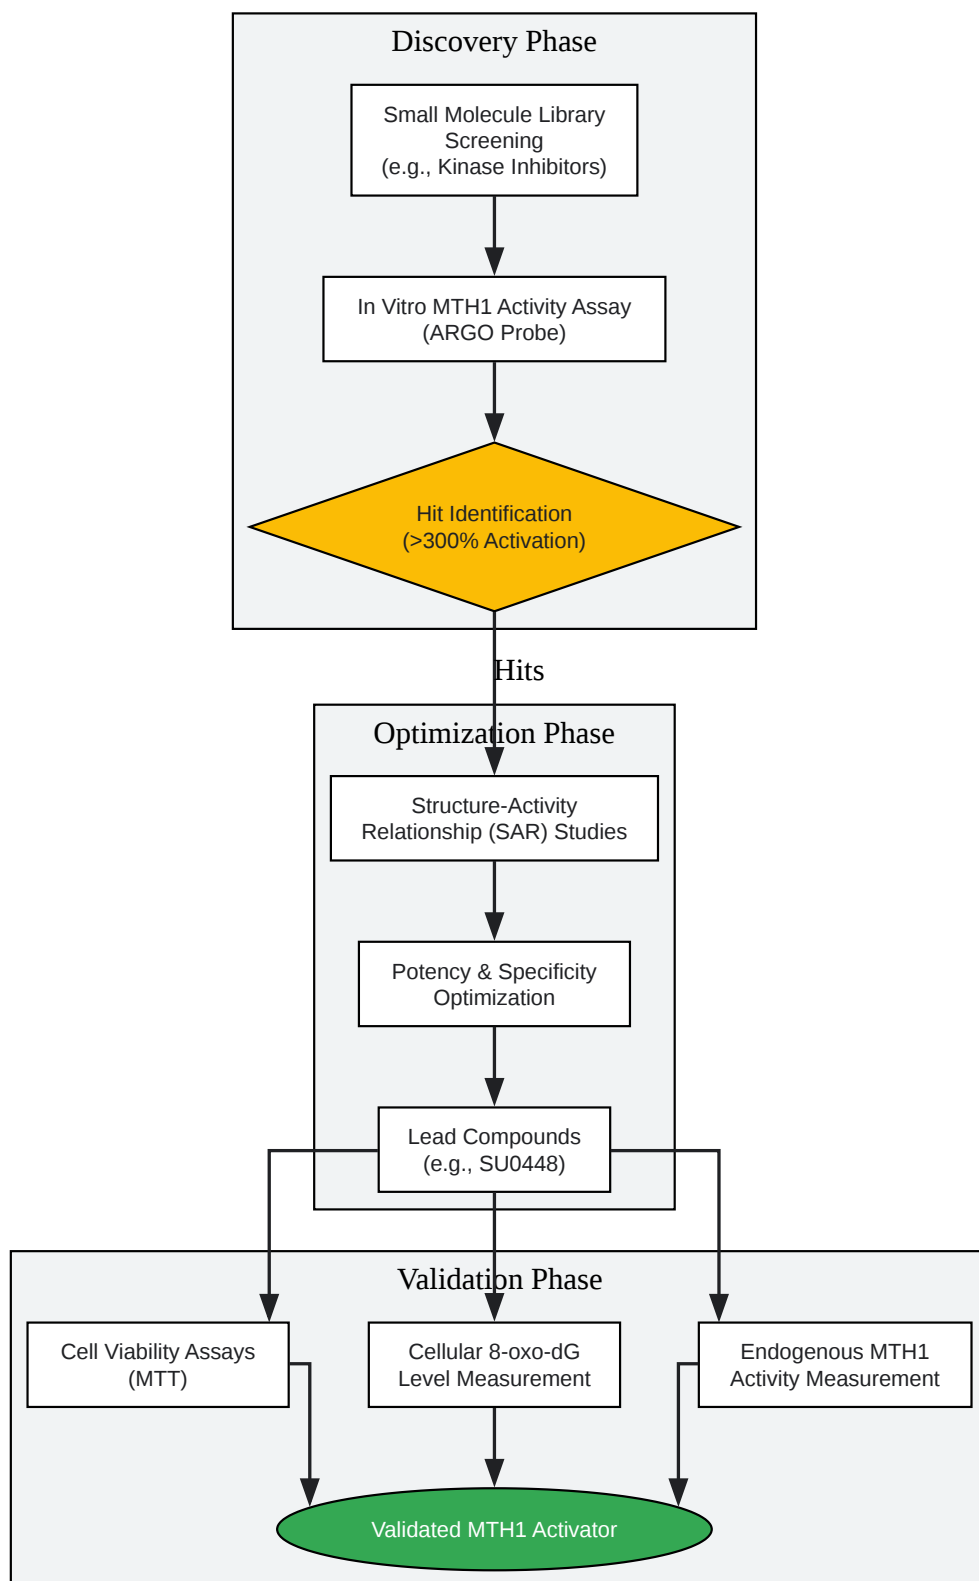 Discovery Phase
Small Molecule Library
Screening
(e.g., Kinase Inhibitors)
In Vitro MTH1 Activity Assay
(ARGO Probe)
Hit Identification
(>300% Activation)
Hits
Optimization Phase
Structure-Activity
Relationship (SAR) Studies
Potency & Specificity
Optimization
Lead Compounds
(e.g., SU0448)
Validation Phase
Cell Viability Assays
(MTT)
Cellular 8-oxo-dG
Level Measurement
Endogenous MTH1
Activity Measurement
Validated MTH1 Activator